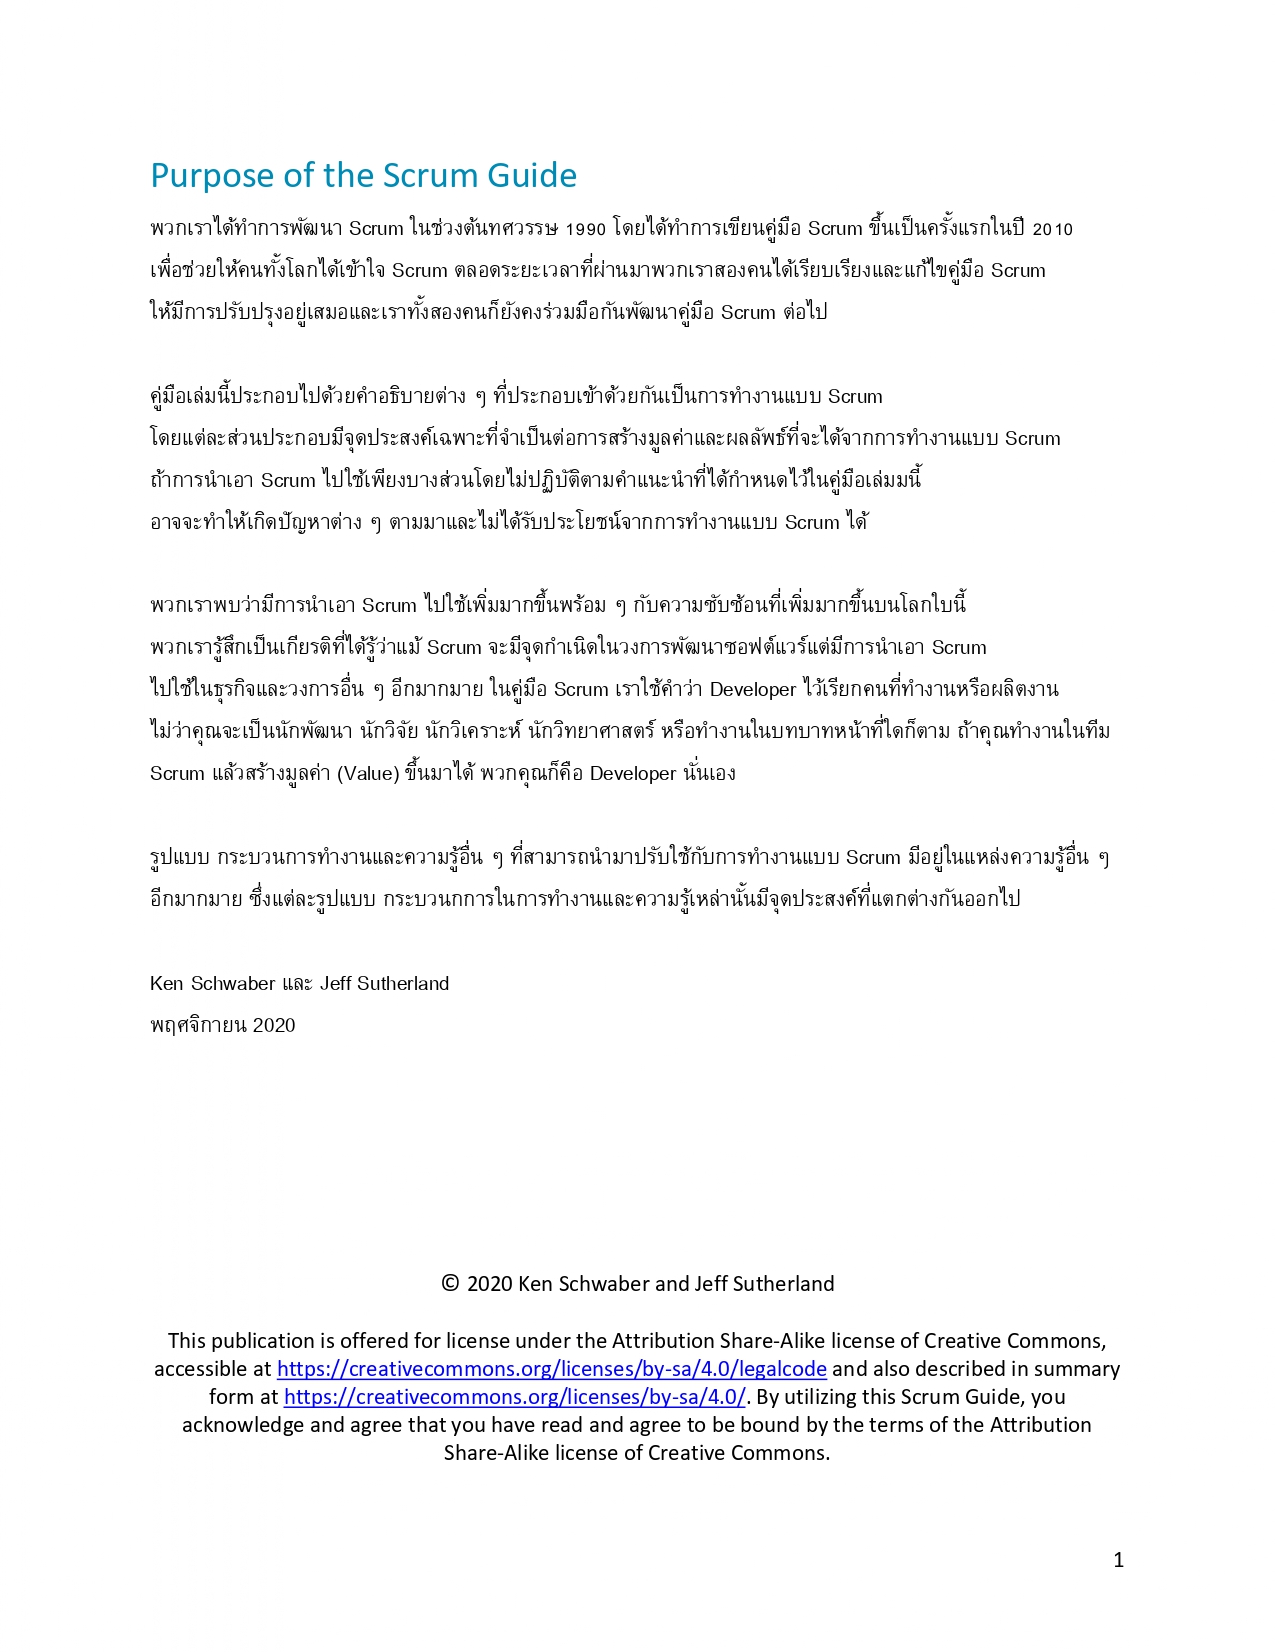 Purpose of the Scrum Guide
พวกเราได้ทำการพัฒนา Scrum ในช่วงต้นทศวรรษ 1990 โดยได้ทำการเขียนคู่มือ Scrum ขึ้นเป็นครั้งแรกในปี 2010
เพื่อช่วยให้คนทั้งโลกได้เข้าใจ Scrum ตลอดระยะเวลาที่ผ่านมาพวกเราสองคนได้เรียบเรียงและแก้ไขคู่มือ Scrum
ให้มีการปรับปรุงอยู่เสมอและเราทั้งสองคนก็ยังคงร่วมมือกันพัฒนาคู่มือ Scrum ต่อไป
คู่มือเล่มนี้ประกอบไปด้วยคำอธิบายต่าง ๆ ที่ประกอบเข้าด้วยกันเป็นการทำงานแบบ Scrum
โดยแต่ละส่วนประกอบมีจุดประสงค์เฉพาะที่จำเป็นต่อการสร้างมูลค่าและผลลัพธ์ที่จะได้จากการทำงานแบบ Scrum
ถ้าการนำเอา Scrum ไปใช้เพียงบางส่วนโดยไม่ปฏิบัติตามคำแนะนำที่ได้กำหนดไว้ในคู่มือเล่มมนี้
อาจจะทำให้เกิดปัญหาต่าง ๆ ตามมาและไม่ได้รับประโยชน์จากการทำงานแบบ Scrum ได้
พวกเราพบว่ามีการนำเอา Scrum ไปใช้เพิ่มมากขึ้นพร้อม ๆ กับความซับซ้อนที่เพิ่มมากขึ้นบนโลกใบนี้
พวกเรารู้สึกเป็นเกียรติที่ได้รู้ว่าแม้ Scrum จะมีจุดกำเนิดในวงการพัฒนาซอฟต์แวร์แต่มีการนำเอา Scrum
ไปใช้ในธุรกิจและวงการอื่น ๆ อีกมากมาย ในคู่มือ Scrum เราใช้คำว่า Developer ไว้เรียกคนที่ทำงานหรือผลิตงาน
ไม่ว่าคุณจะเป็นนักพัฒนา นักวิจัย นักวิเคราะห์ นักวิทยาศาสตร์ หรือทำงานในบทบาทหน้าที่ใดก็ตาม ถ้าคุณทำงานในทีม
Scrum แล้วสร้างมูลค่า (Value) ขึ้นมาได้ พวกคุณก็คือ Developer นั่นเอง
รูปแบบ กระบวนการทำงานและความรู้อื่น ๆ ที่สามารถนำมาปรับใช้กับการทำงานแบบ Scrum มีอยู่ในแหล่งความรู้อื่น ๆ
อีกมากมาย ซึ่งแต่ละรูปแบบ กระบวนกการในการทำงานและความรู้เหล่านั้นมีจุดประสงค์ที่แตกต่างกันออกไป
Ken Schwaber และ Jeff Sutherland
พฤศจิกายน 2020
© 2020 Ken Schwaber and Jeff Sutherland
This publication is offered for license under the Attribution Share-Alike license of Creative Commons,
accessible at https://creativecommons.org/licenses/by-sa/4.0/legalcode and also described in summary
form at https://creativecommons.org/licenses/by-sa/4.0/. By utilizing this Scrum Guide, you
acknowledge and agree that you have read and agree to be bound by the terms of the Attribution
Share-Alike license of Creative Commons.
1